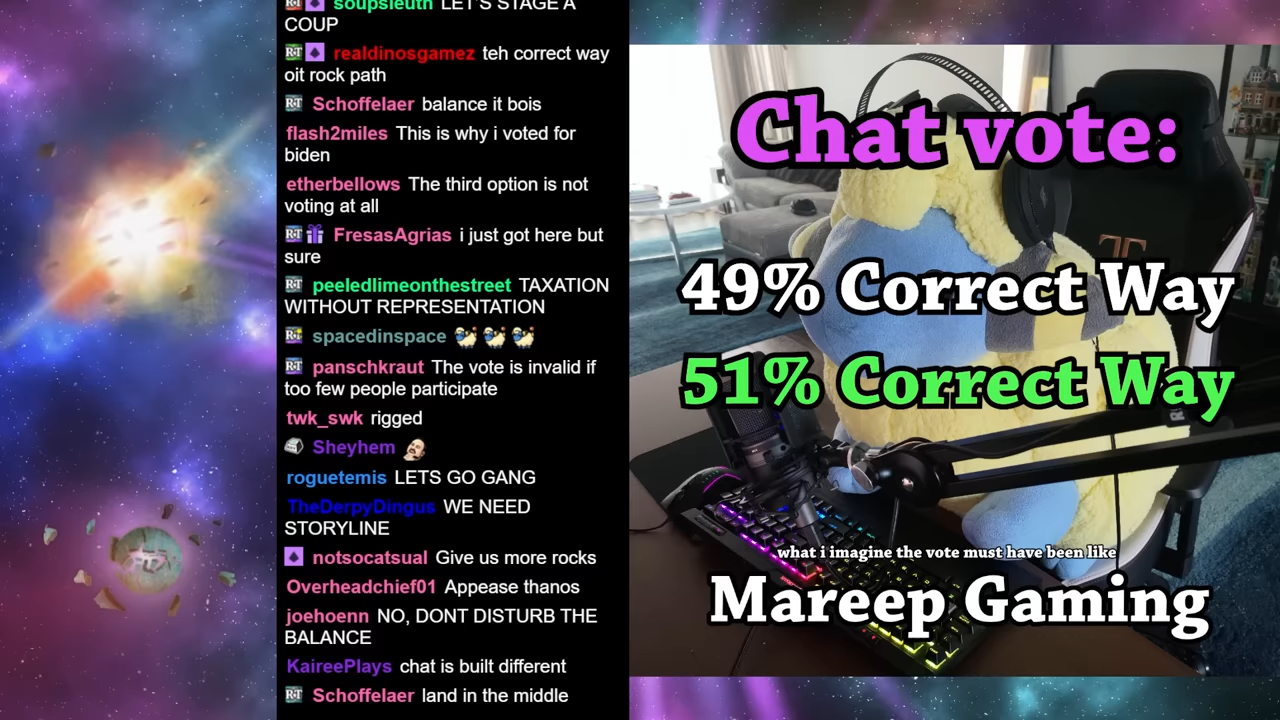 soupsleuth LET'S STAGE A
COUP
realdinosgamez teh correct way
oit rock path
Schoffelaer balance it bois
flash2miles This is why i voted for
biden
etherbellows The third option is not
voting at all
FresasAgrias i just got here but
sure
peeledlimeonthestreet TAXATION
WITHOUT REPRESENTATION
spacedinspace
panschkraut The vote is invalid if
too few people participate
twk_swk rigged
Sheyhem
roguetemis LETS GO GANG
TheDerpyDingus WE NEED
STORYLINE
notsocatsual Give us more rocks
Overheadchief01 Appease thanos
joehoenn NO, DONT DISTURB THE
BALANCE
KaireePlays chat is built different
Schoffelaer land in the middle
Chat vote:
49% Correct Way
51% Correct Way
what i imagine the vote must have been like
Mareep Gaming